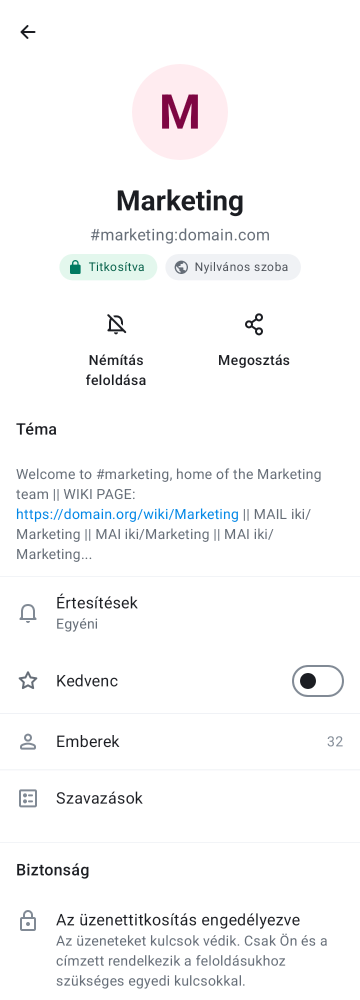 M
Marketing
#marketing:domain.com
Titkosítva
Nyilvános szoba
Némítás
feloldása
Megosztás
Téma
Welcome to #marketing, home of the Marketing
team || WIKI PAGE:
https://domain.org/wiki/Marketing || MAIL iki/
Marketing || MAI iki/Marketing || MAI iki/
Marketing...
Értesítések
Egyéni
Kedvenc
Emberek 32
Szavazások
Biztonság
Az üzenettitkosítás engedélyezve
Az üzeneteket kulcsok védik. Csak Ön és a
címzett rendelkezik a feloldásukhoz
szükséges egyedi kulcsokkal.